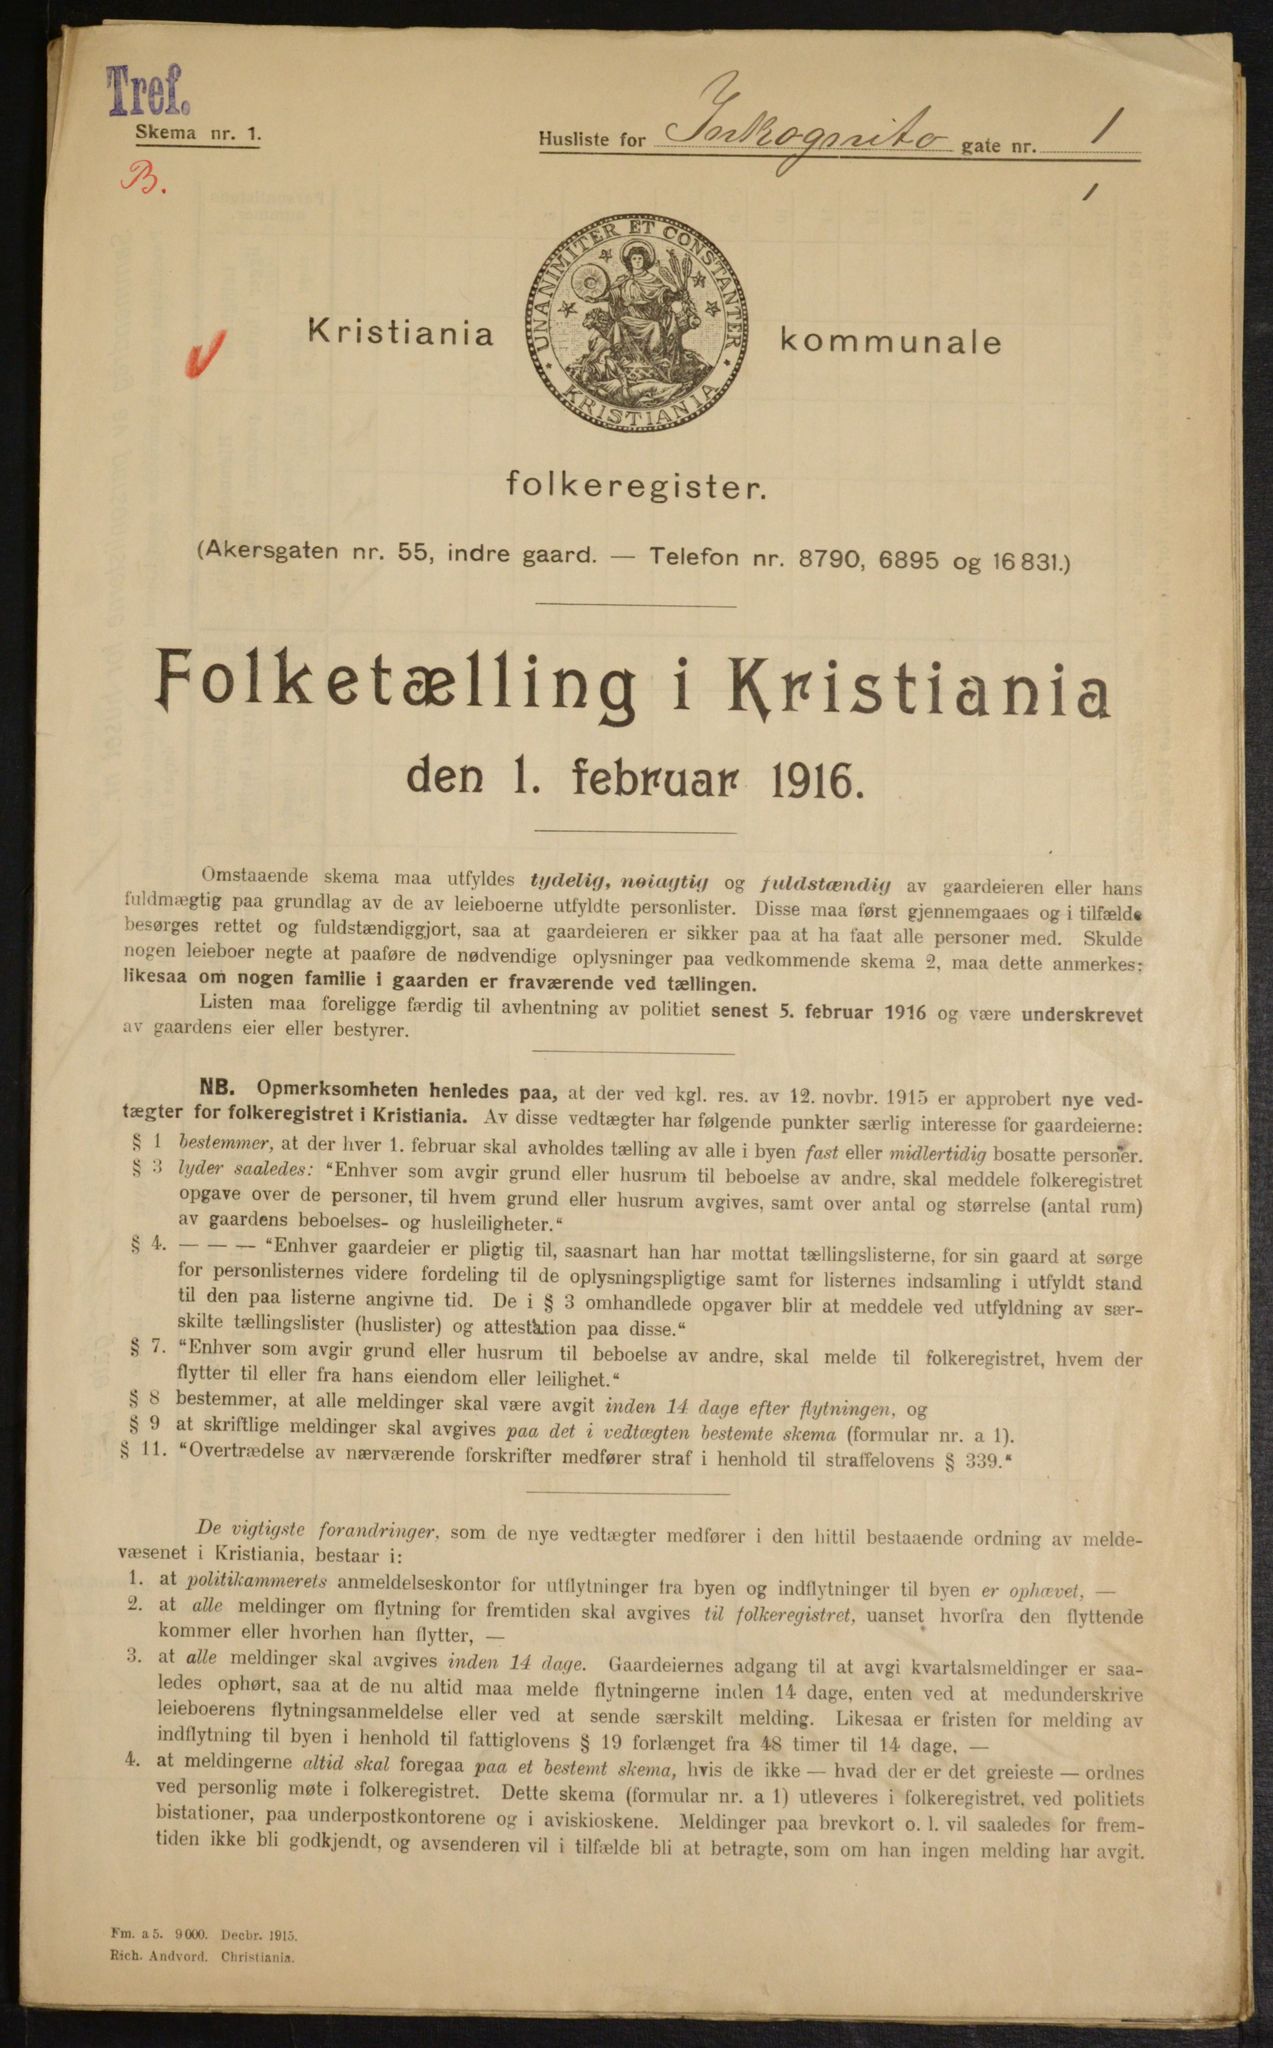 Tref.
Skema nr. 1.
B.
Husliste for Inkognito gate nr. 1
1
UNANIMITER ET CONSTANTER
KRISTIANIA
Kristiania kommunale
folkeregister.
(Akersgaten nr. 55, indre gaard. — Telefon nr. 8790, 6895 og 16 831.)
Folketælling i Kristiania
den 1. februar 1916.
Omstaaende skema maa utfyldes tydelig, nøiagtig og fuldstændig av gaardeieren eller hans
fuldmægtig paa grundlag av de av leieboerne utfyldte personlister. Disse maa først gjennemgaaes og i tilfælde
besørges rettet og fuldstændiggjort, saa at gaardeieren er sikker paa at ha faat alle personer med. Skulde
nogen leieboer negte at paaføre de nødvendige oplysninger paa vedkommende skema 2, maa dette anmerkes;
likesaa om nogen familie i gaarden er fraværende ved tællingen.
Listen maa foreligge færdig til avhentning av politiet senest 5. februar 1916 og være underskrevet
av gaardens eier eller bestyrer.
NB. Opmerksomheten henledes paa, at der ved kgl. res. av 12. novbr. 1915 er approbert nye ved-
tægter for folkeregistret i Kristiania. Av disse vedtægter har følgende punkter særlig interesse for gaardeierne:
§ 1 bestemmer, at der hver 1. februar skal avholdes tælling av alle i byen fast eller midlertidig bosatte personer.
§ 3 lyder saaledes: "Enhver som avgir grund eller husrum til beboelse av andre, skal meddele folkeregistret
opgave over de personer, til hvem grund eller husrum avgives, samt over antal og størrelse (antal rum)
av gaardens beboelses- og husleiligheter."
§ 4. — — — "Enhver gaardeier er pligtig til, saasnart han har mottat tællingslisterne, for sin gaard at sørge
for personlisternes videre fordeling til de oplysningspligtige samt for listernes indsamling i utfyldt stand
til den paa listerne angivne tid. De i § 3 omhandlede opgaver blir at meddele ved utfyldning av sær-
skilte tællingslister (huslister) og attestation paa disse."
§ 7. "Enhver som avgir grund eller husrum til beboelse av andre, skal melde til folkeregistret, hvem der
flytter til eller fra hans eiendom eller leilighet."
§ 8 bestemmer, at alle meldinger skal være avgit inden 14 dage efter flytningen, og
§ 9 at skriftlige meldinger skal avgives paa det i vedtægten bestemte skema (formular nr. a 1).
§ 11. "Overtrædelse av nærværende forskrifter medfører straf i henhold til straffelovens § 339."
De vigtigste forandringer, som de nye vedtægter medfører i den hittil bestaaende ordning av melde-
væsenet i Kristiania, bestaar i:
1. at politikammerets anmeldelseskontor for utflytninger fra byen og indflytninger til byen er ophævet, —
2. at alle meldinger om flytning for fremtiden skal avgives til folkeregistret, uanset hvorfra den flyttende
kommer eller hvorhen han flytter, —
3. at alle meldinger skal avgives inden 14 dage. Gaardeiernes adgang til at avgi kvartalsmeldinger er saa-
ledes ophørt, saa at de nu altid maa melde flytningerne inden 14 dage, enten ved at medunderskrive
leieboerens flytningsanmeldelse eller ved at sende særskilt melding. Likesaa er fristen for melding av
indflytning til byen i henhold til fattiglovens § 19 forlænget fra 48 timer til 14 dage, —
4. at meldingerne altid skal foregaa paa et bestemt skema, hvis de ikke — hvad der er det greieste — ordnes
ved personlig møte i folkeregistret. Dette skema (formular nr. a 1) utleveres i folkeregistret, ved politiets
bistationer, paa underpostkontorene og i aviskioskene. Meldinger paa brevkort o. l. vil saaledes for frem-
tiden ikke bli godkjendt, og avsenderen vil i tilfælde bli at betragte, som om han ingen melding har avgit.
Fm. a 5. 9 000. Decbr. 1915.
Rich. Andvord. Christiania.